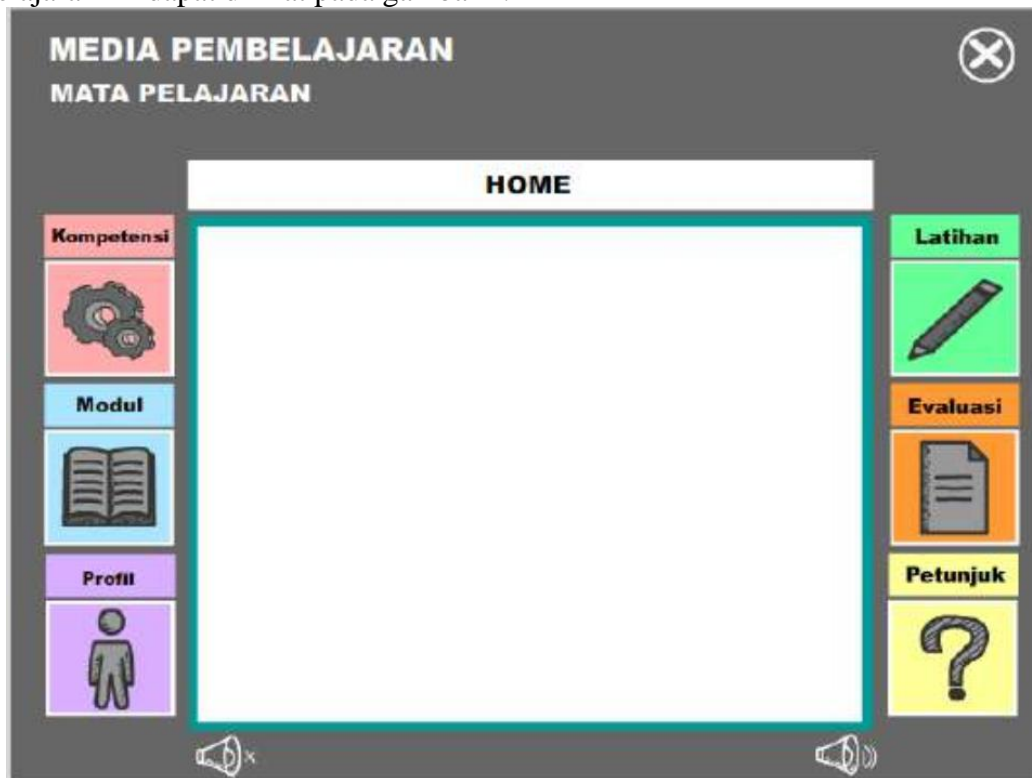 MEDIA PEMBELAJARAN
MATA PELAJARAN
HOME
Kompetensi
Latihan
Modul
Evaluasi
Profil
Petunjuk